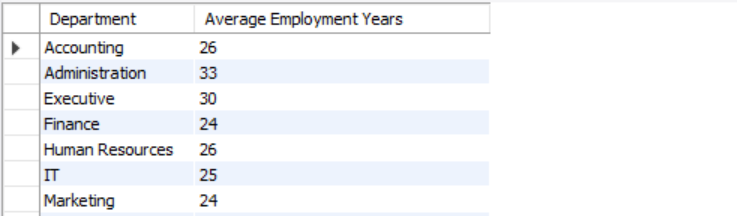 Department Average Employment Years
Accounting 26
Administration 33
Executive 30
Finance 24
Human Resources 26
IT 25
Marketing 24